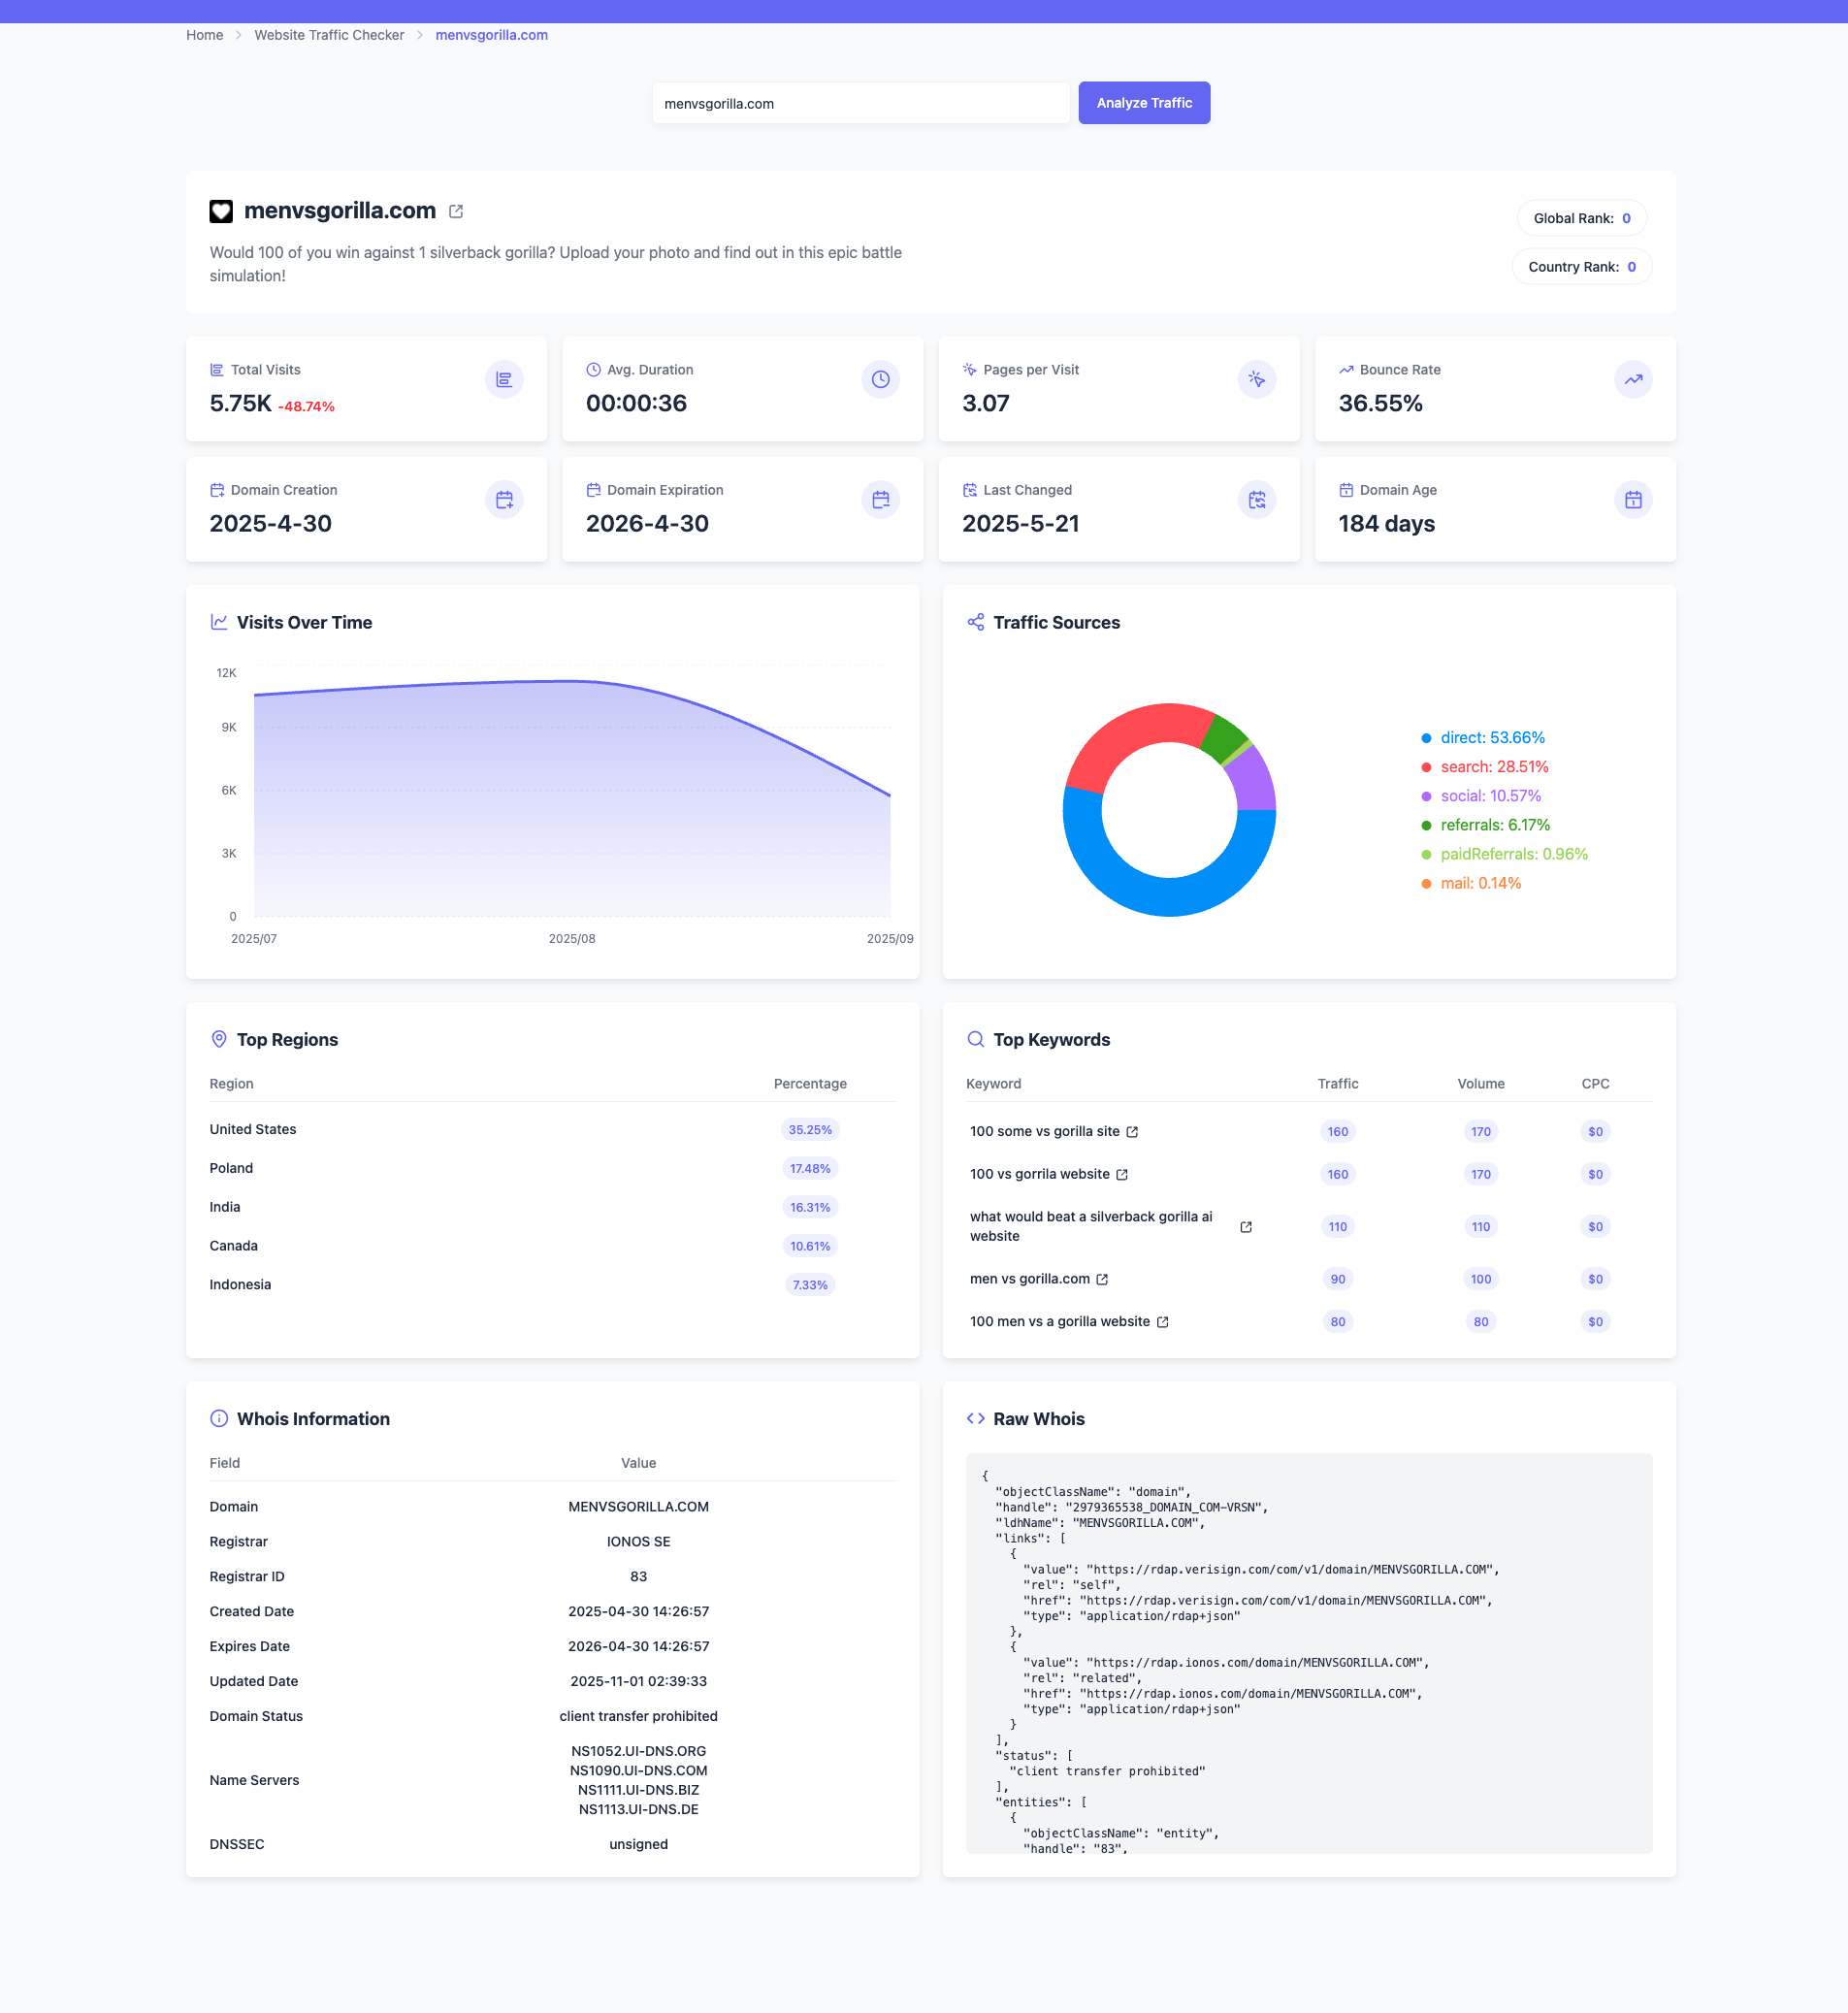 Home > Website Traffic Checker > menvsgorilla.com
menvsgorilla.com
Analyze Traffic
menvsgorilla.com
Would 100 of you win against 1 silverback gorilla? Upload your photo and find out in this epic battle
simulation!
Global Rank: 0
Country Rank: 0
Total Visits
5.75K -48.74%
Avg. Duration
00:00:36
Pages per Visit
3.07
Bounce Rate
36.55%
Domain Creation
2025-4-30
Domain Expiration
2026-4-30
Last Changed
2025-5-21
Domain Age
184 days
Visits Over Time
12K
9K
6K
3K
0
2025/07 2025/08 2025/09
Traffic Sources
direct: 53.66%
search: 28.51%
social: 10.57%
referrals: 6.17%
paidReferrals: 0.96%
mail: 0.14%
Top Regions
Region Percentage
United States 35.25%
Poland 17.48%
India 16.31%
Canada 10.61%
Indonesia 7.33%
Top Keywords
Keyword Traffic Volume CPC
100 some vs gorilla site 160 170 $0
100 vs gorrila website 160 170 $0
what would beat a silverback gorilla ai
website 110 110 $0
men vs gorilla.com 90 100 $0
100 men vs a gorilla website 80 80 $0
Whois Information
Field Value
Domain MENVSGORILLA.COM
Registrar IONOS SE
Registrar ID 83
Created Date 2025-04-30 14:26:57
Expires Date 2026-04-30 14:26:57
Updated Date 2025-11-01 02:39:33
Domain Status client transfer prohibited
Name Servers
NS1052.UI-DNS.ORG
NS1090.UI-DNS.COM
NS1111.UI-DNS.BIZ
NS1113.UI-DNS.DE
DNSSEC unsigned
Raw Whois
{
"objectClassName": "domain",
"handle": "2979365538_DOMAIN_COM-VRSN",
"ldhName": "MENVSGORILLA.COM",
"links": [
{
"value": "https://rdap.verisign.com/com/v1/domain/MENVSGORILLA.COM",
"rel": "self",
"href": "https://rdap.verisign.com/com/v1/domain/MENVSGORILLA.COM",
"type": "application/rdap+json"
},
{
"value": "https://rdap.ionos.com/domain/MENVSGORILLA.COM",
"rel": "related",
"href": "https://rdap.ionos.com/domain/MENVSGORILLA.COM",
"type": "application/rdap+json"
}
],
"status": [
"client transfer prohibited"
],
"entities": [
{
"objectClassName": "entity",
"handle": "83",